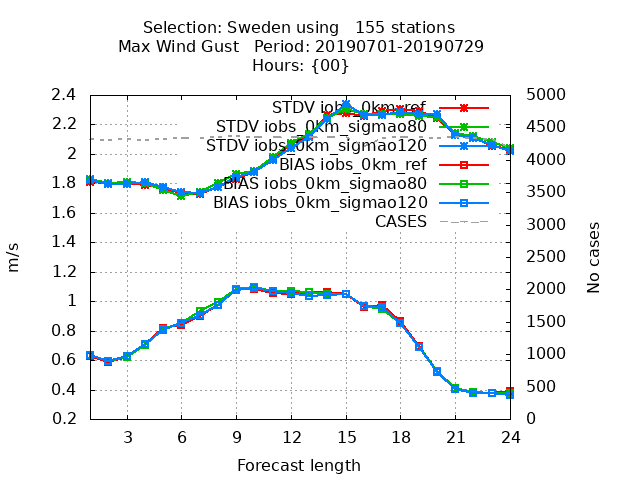 Selection: Sweden using   155 stations
Max Wind Gust   Period: 20190701-20190729
Hours: {00}
STDV iobs_0km_ref
STDV iobs_0km_sigmao80
STDV iobs_0km_sigmao120
BIAS iobs_0km_ref
BIAS iobs_0km_sigmao80
BIAS iobs_0km_sigmao120
CASES
m/s
2.4
2.2
2
1.8
1.6
1.4
1.2
1
0.8
0.6
0.4
0.2
5000
4500
4000
3500
3000
2500
2000
1500
1000
500
0
No cases
3 6 9 12 15 18 21 24
Forecast length